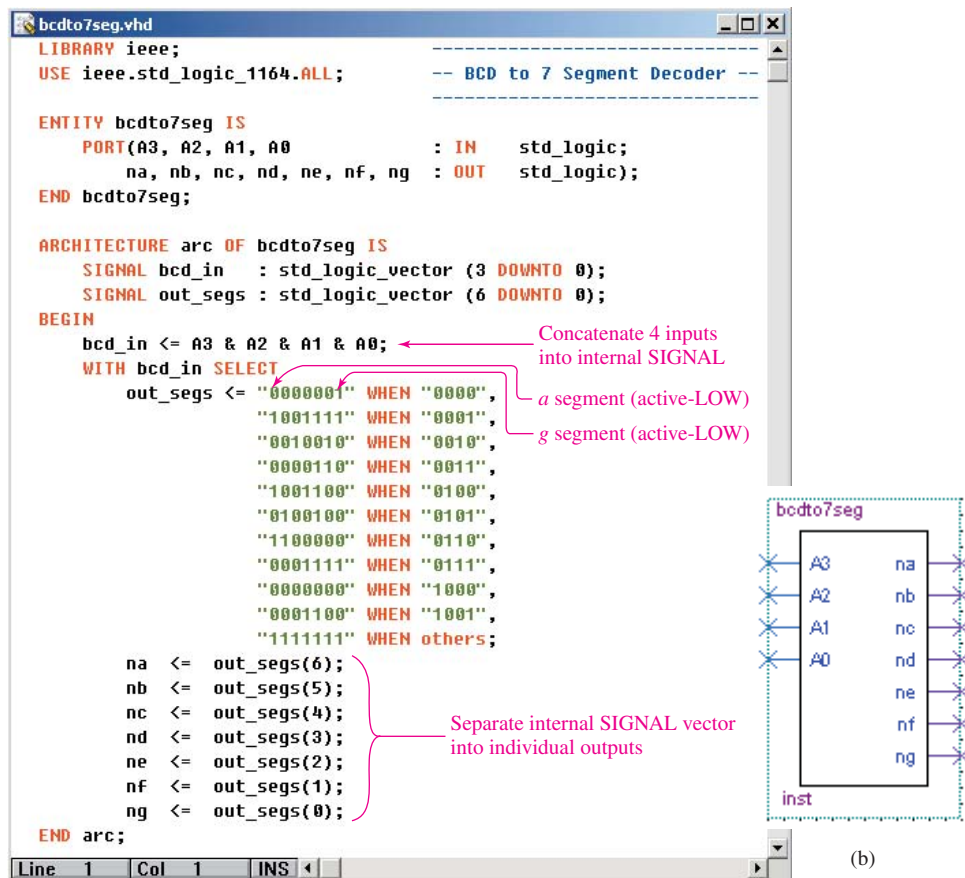 bcdto7seg.vhd
LIBRARY ieee; ----------------------------
USE ieee.std_logic_1164.ALL; -- BCD to 7 Segment Decoder --
----------------------------
ENTITY bcdto7seg IS
PORT(A3, A2, A1, A0 : IN std_logic;
na, nb, nc, nd, ne, nf, ng : OUT std_logic);
END bcdto7seg;
ARCHITECTURE arc OF bcdto7seg IS
SIGNAL bcd_in : std_logic_vector (3 DOWNTO 0);
SIGNAL out_segs : std_logic_vector (6 DOWNTO 0);
BEGIN
bcd_in <= A3 & A2 & A1 & A0;
Concatenate 4 inputs
into internal SIGNAL
WITH bcd_in SELECT
out_segs <= "0000001" WHEN "0000",
a segment (active-LOW)
"1001111" WHEN "0001",
g segment (active-LOW)
"0010010" WHEN "0010",
"0000110" WHEN "0011",
"1001100" WHEN "0100",
"0100100" WHEN "0101",
"1100000" WHEN "0110",
"0001111" WHEN "0111",
"0000000" WHEN "1000",
"0001100" WHEN "1001",
"1111111" WHEN others;
na <= out_segs(6);
nb <= out_segs(5);
nc <= out_segs(4);
nd <= out_segs(3);
ne <= out_segs(2);
nf <= out_segs(1);
ng <= out_segs(0);
Separate internal SIGNAL vector
into individual outputs
END arc;
Line 1 Col 1 INS
bcdto7seg
A3 na
A2 nb
A1 nc
A0 nd
ne
nf
ng
inst
(b)